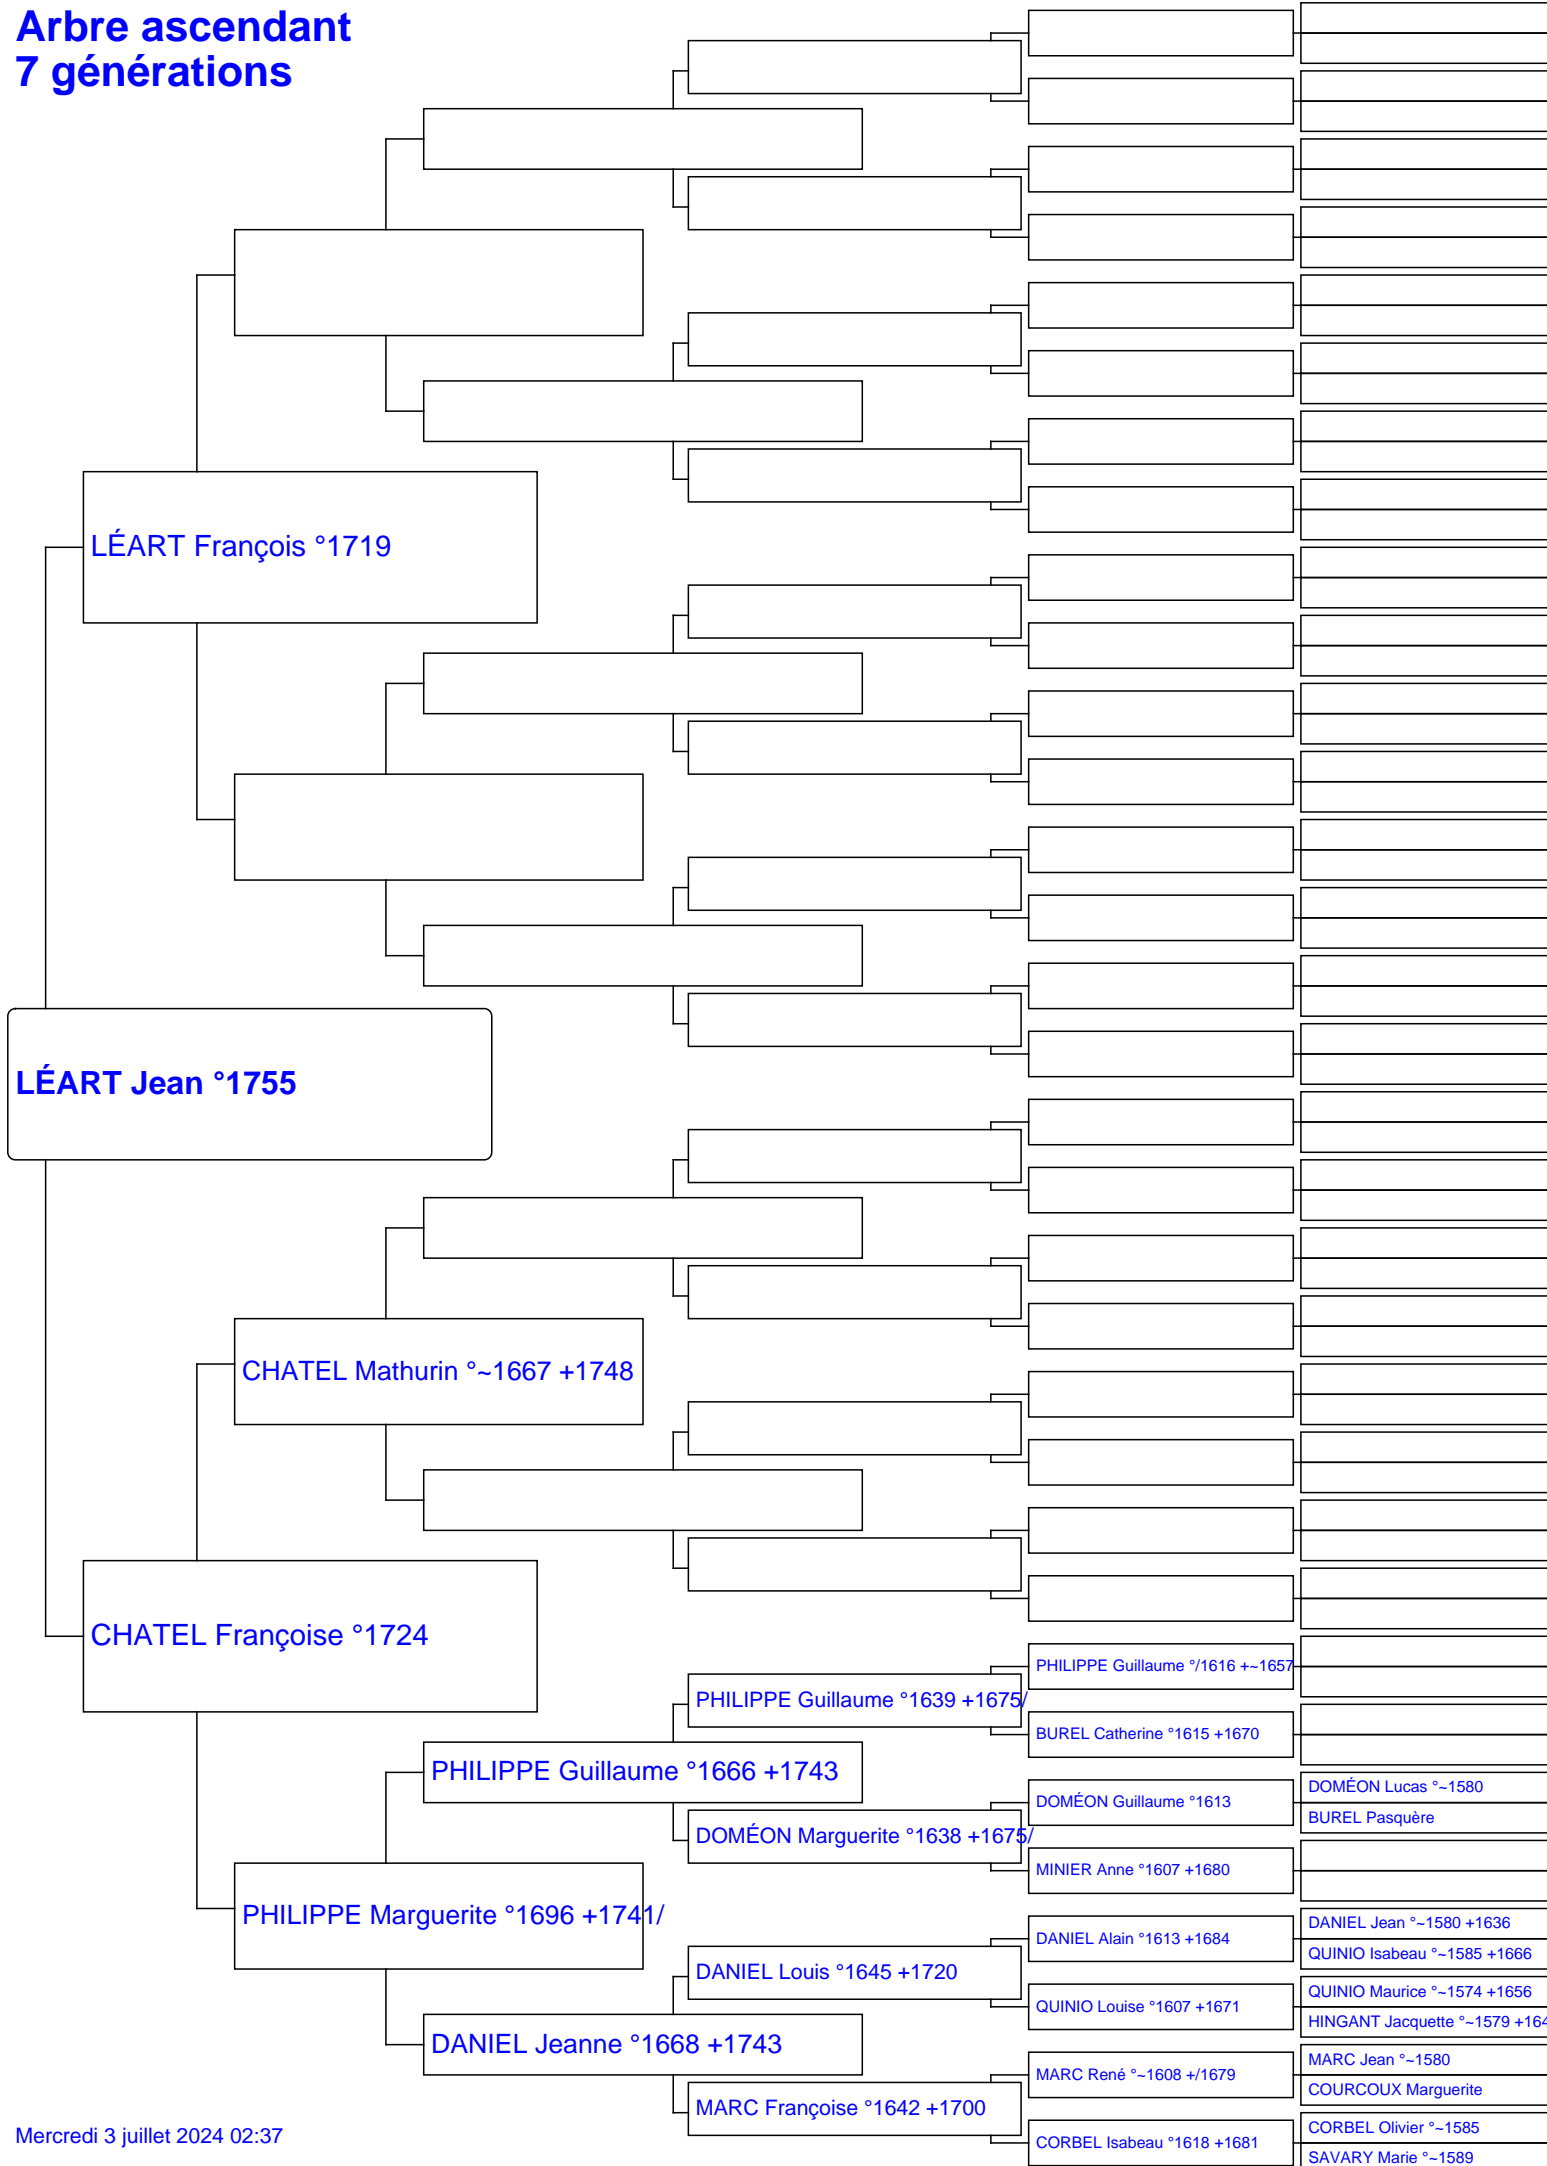 Arbre ascendant
7 générations
LÉART François °1719
LÉART Jean °1755
CHATEL Mathurin °~1667 +1748
CHATEL Françoise °1724
PHILIPPE Guillaume °/1616 +~1657
PHILIPPE Guillaume °1639 +1675/
BUREL Catherine °1615 +1670
PHILIPPE Guillaume °1666 +1743
DOMÉON Lucas °~1580
DOMÉON Guillaume °1613
BUREL Pasquère
DOMÉON Marguerite °1638 +1675/
MINIER Anne °1607 +1680
PHILIPPE Marguerite °1696 +1741/
DANIEL Jean °~1580 +1636
DANIEL Alain °1613 +1684
QUINIO Isabeau °~1585 +1666
DANIEL Louis °1645 +1720
QUINIO Maurice °~1574 +1656
QUINIO Louise °1607 +1671
HINGANT Jacquette °~1579 +164
DANIEL Jeanne °1668 +1743
MARC Jean °~1580
MARC René °~1608 +/1679
COURCOUX Marguerite
MARC Françoise °1642 +1700
CORBEL Olivier °~1585
CORBEL Isabeau °1618 +1681
SAVARY Marie °~1589
Mercredi 3 juillet 2024 02:37